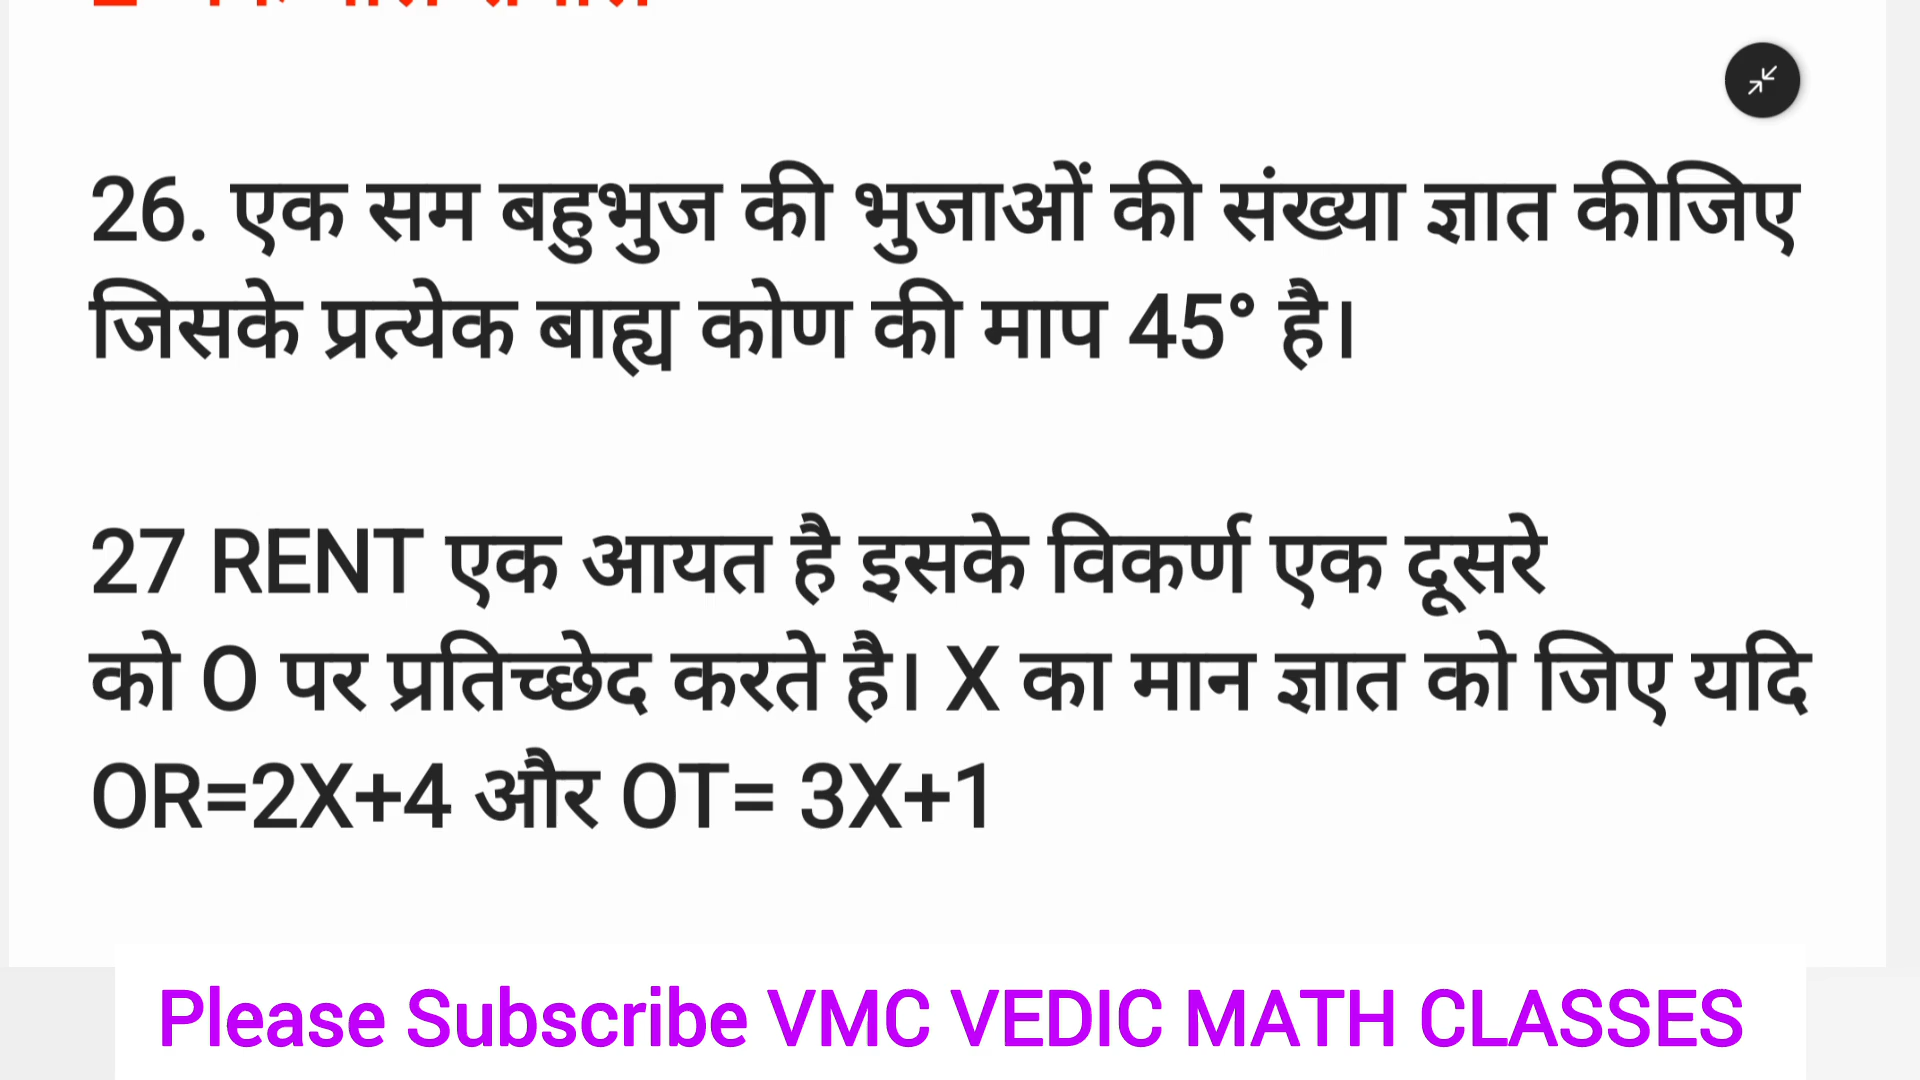 26. एक सम बहुभुज की भुजाओं की संख्या ज्ञात कीजिए
जिसके प्रत्येक बाह्य कोण की माप 45° है।
27 RENT एक आयत है इसके विकर्ण एक दूसरे
को O पर प्रतिच्छेद करते है। X का मान ज्ञात को जिए यदि
OR=2X+4 और OT= 3X+1
Please Subscribe VMC VEDIC MATH CLASSES